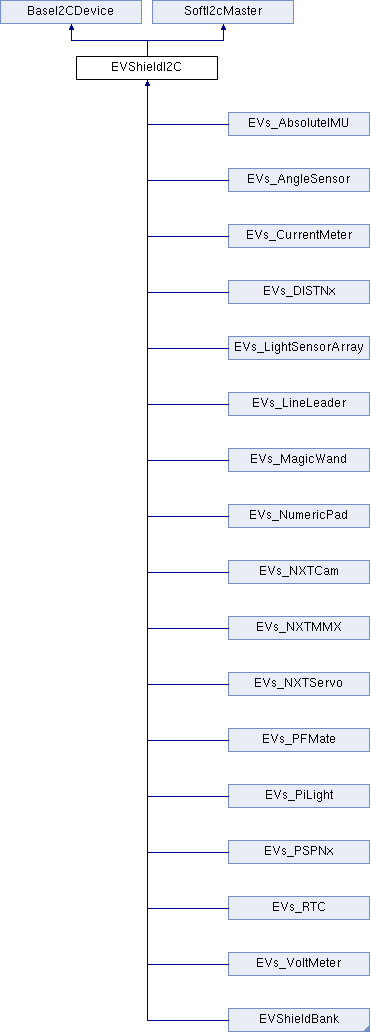 BaseI2CDevice
SoftI2cMaster
EVShieldI2C
EVs_AbsoluteIMU
EVs_AngleSensor
EVs_CurrentMeter
EVs_DISTNx
EVs_LightSensorArray
EVs_LineLeader
EVs_MagicWand
EVs_NumericPad
EVs_NXTCam
EVs_NXTMMX
EVs_NXTServo
EVs_PFMate
EVs_PiLight
EVs_PSPNx
EVs_RTC
EVs_VoltMeter
EVShieldBank